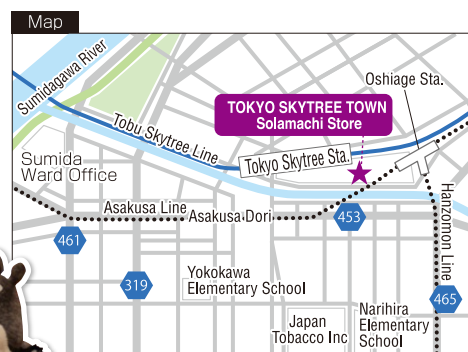 Map
Sumidagawa River
Oshiage Sta.
TOKYO SKYTREE TOWN
Solamachi Store
Tobu Skytree Line
Tokyo Skytree Sta.
Sumida
Ward Office
Asakusa Line
Asakusa Dori
453
Hanzomon Line
461
319
465
Yokokawa
Elementary School
Japan
Tobacco Inc
Narihira
Elementary
School